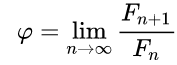 φ = lim_{n→∞} F_{n+1} / F_n